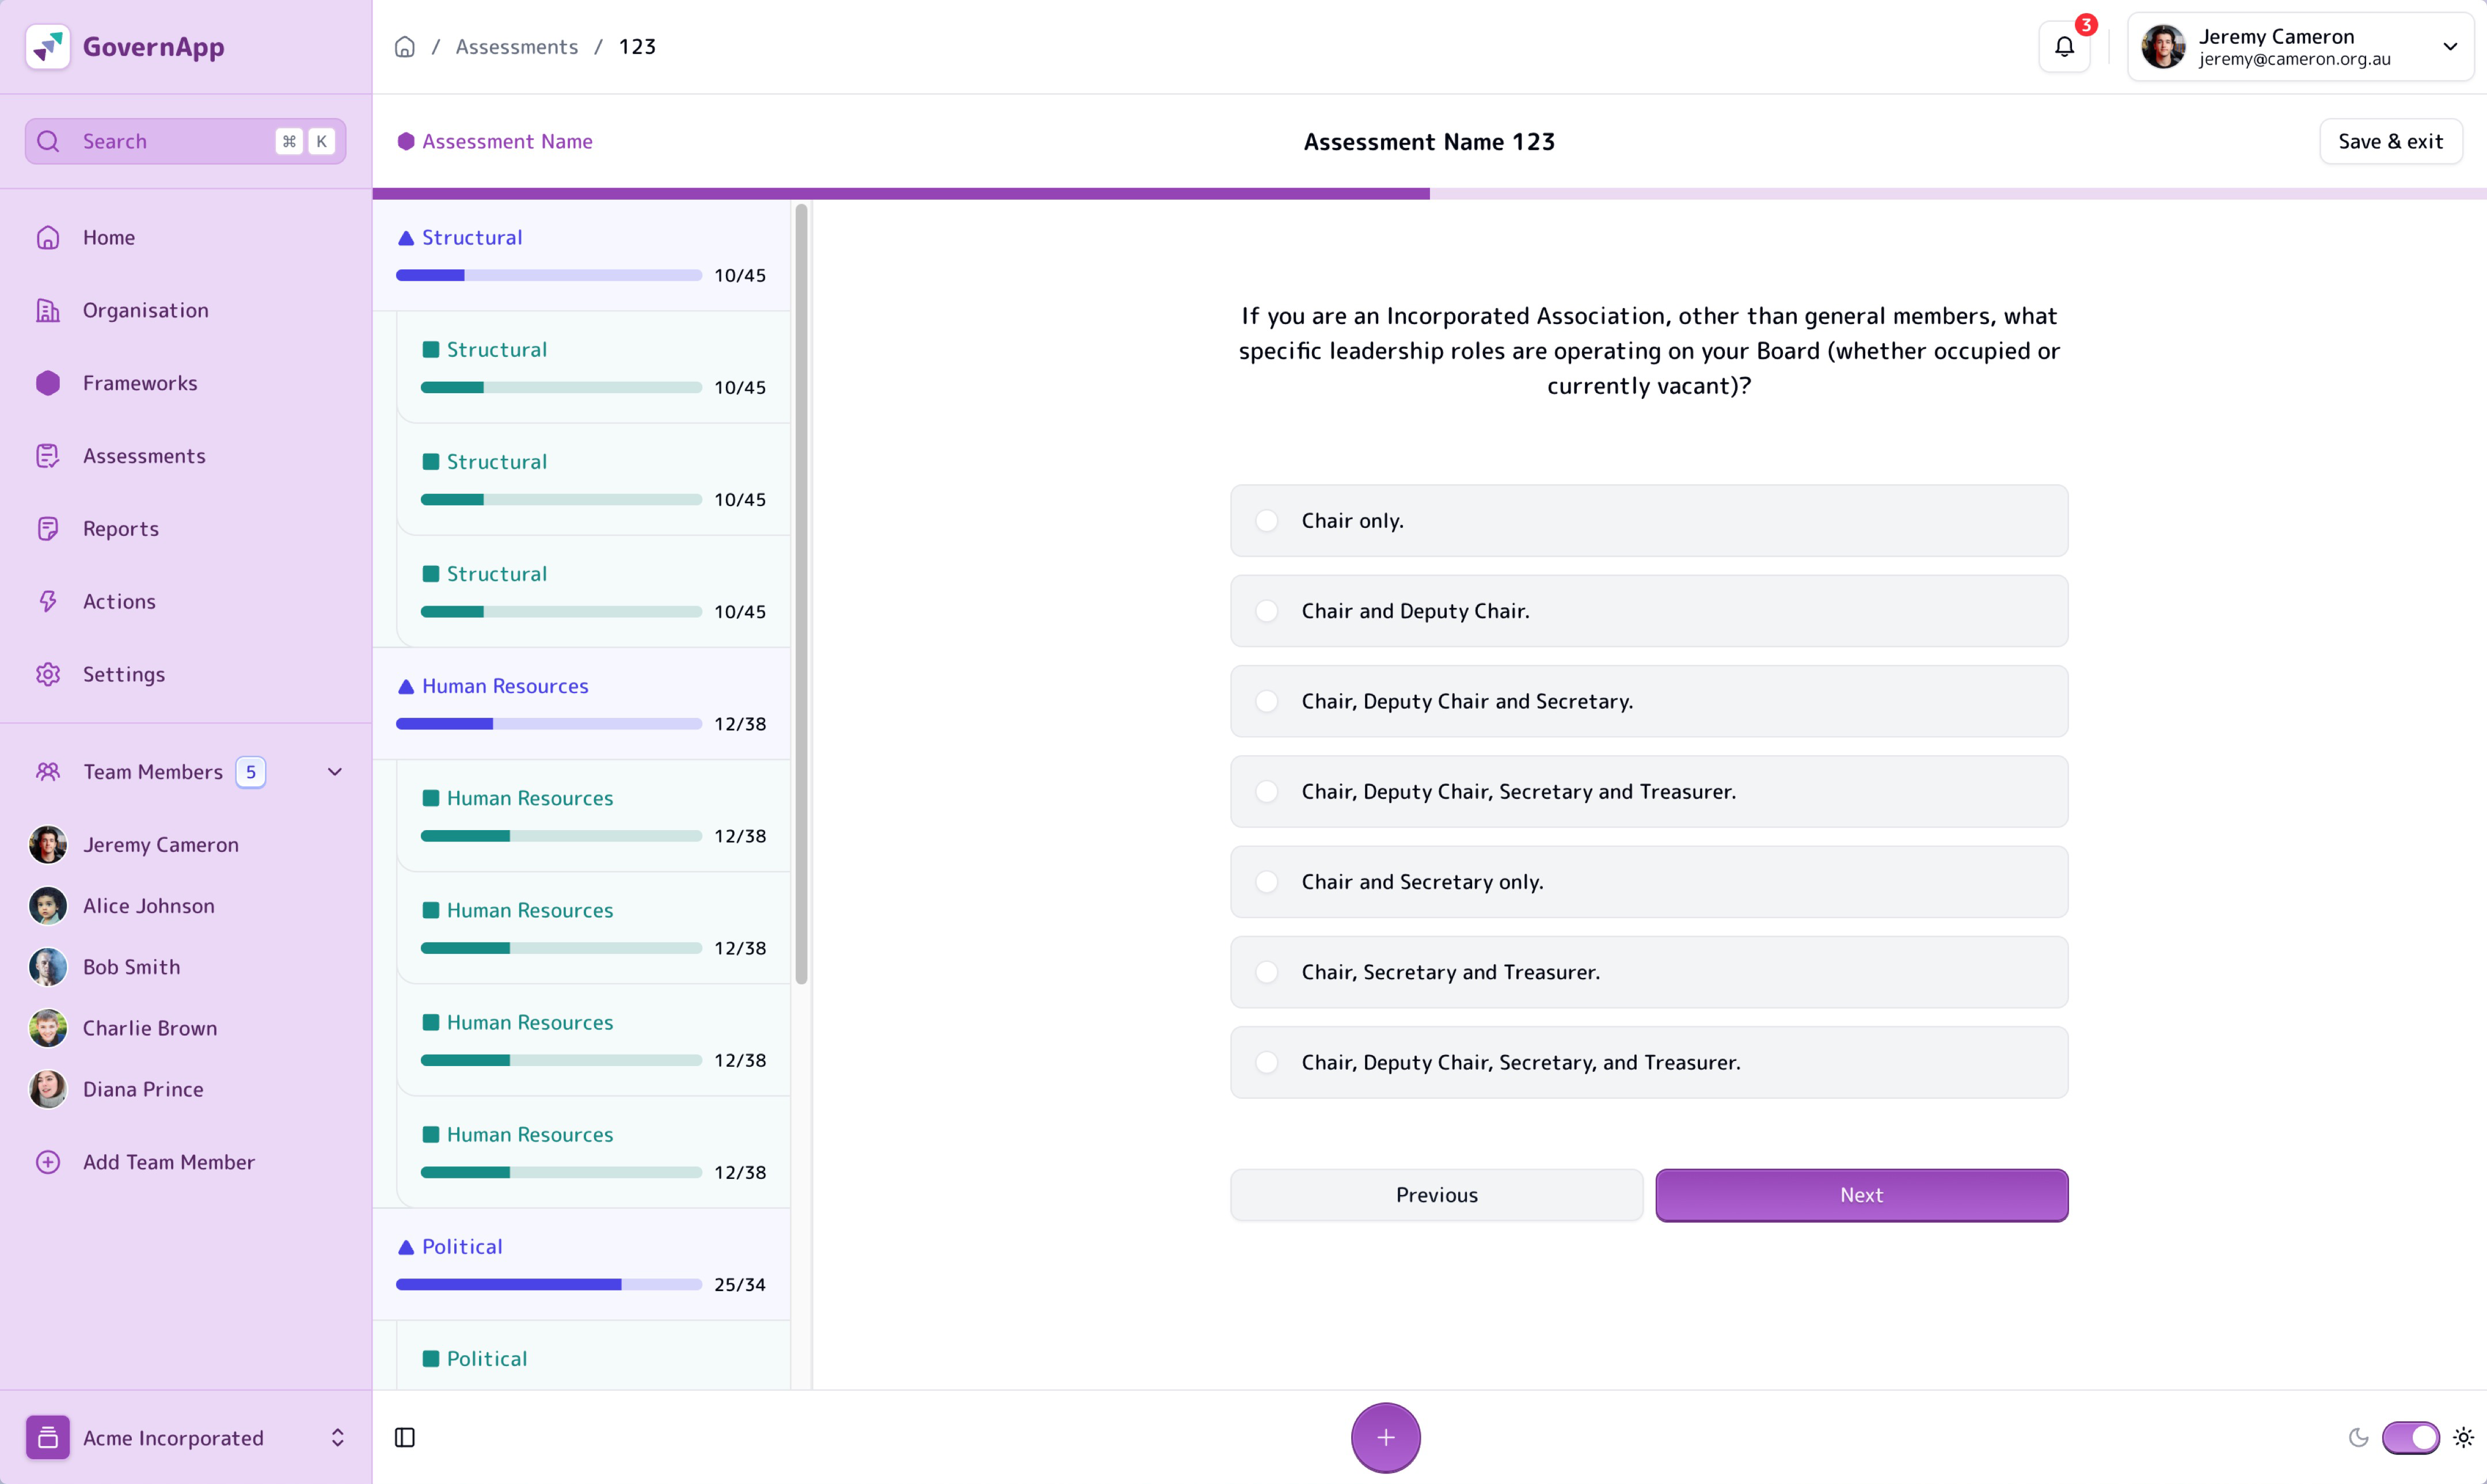 GovernApp
/ Assessments / 123
3
Jeremy Cameron
jeremy@cameron.org.au
Search ⌘ K
Assessment Name
Assessment Name 123
Save & exit
Home
Organisation
Frameworks
Assessments
Reports
Actions
Settings
Team Members 5
Jeremy Cameron
Alice Johnson
Bob Smith
Charlie Brown
Diana Prince
Add Team Member
Acme Incorporated
Structural
10/45
Structural
10/45
Structural
10/45
Structural
10/45
Human Resources
12/38
Human Resources
12/38
Human Resources
12/38
Human Resources
12/38
Human Resources
12/38
Political
25/34
Political
If you are an Incorporated Association, other than general members, what
specific leadership roles are operating on your Board (whether occupied or
currently vacant)?
Chair only.
Chair and Deputy Chair.
Chair, Deputy Chair and Secretary.
Chair, Deputy Chair, Secretary and Treasurer.
Chair and Secretary only.
Chair, Secretary and Treasurer.
Chair, Deputy Chair, Secretary, and Treasurer.
Previous
Next